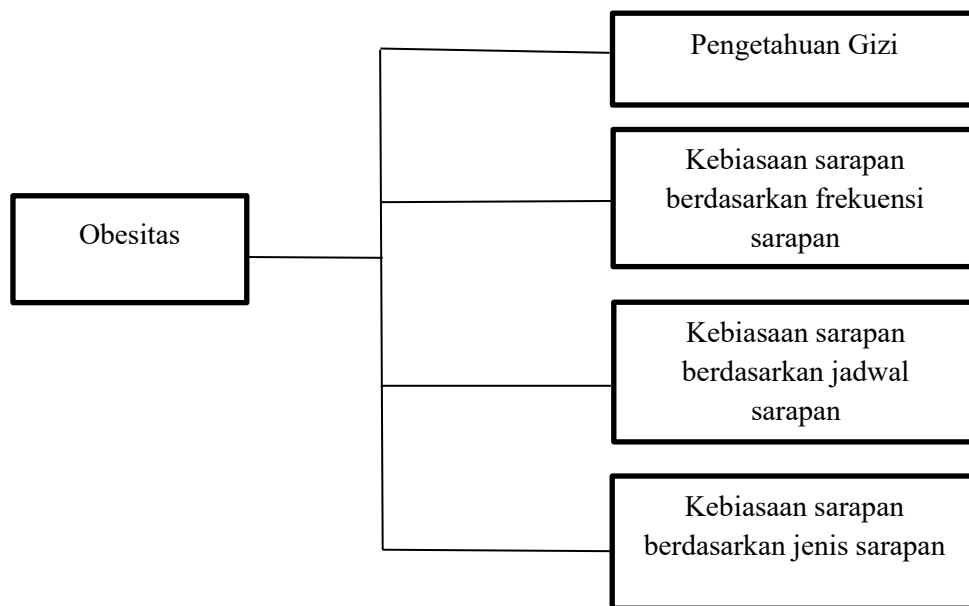 Pengetahuan Gizi
Kebiasaan sarapan
berdasarkan frekuensi
sarapan
Obesitas
Kebiasaan sarapan
berdasarkan jadwal
sarapan
Kebiasaan sarapan
berdasarkan jenis sarapan